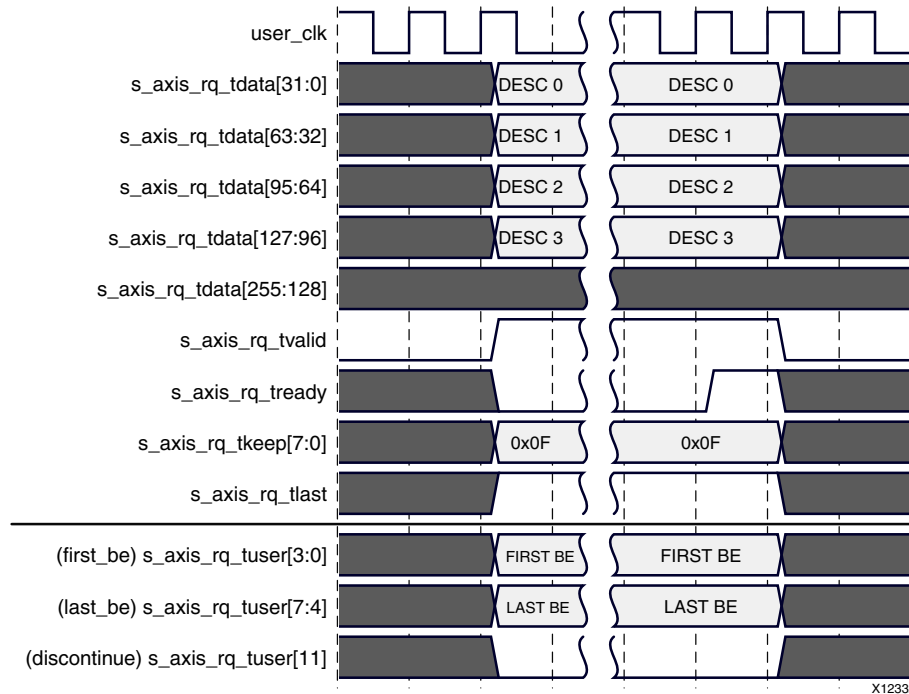 user_clk
s_axis_rq_tdata[31:0] DESC 0 DESC 0
s_axis_rq_tdata[63:32] DESC 1 DESC 1
s_axis_rq_tdata[95:64] DESC 2 DESC 2
s_axis_rq_tdata[127:96] DESC 3 DESC 3
s_axis_rq_tdata[255:128]
s_axis_rq_tvalid
s_axis_rq_tready
s_axis_rq_tkeep[7:0] 0x0F 0x0F
s_axis_rq_tlast
(first_be) s_axis_rq_tuser[3:0] FIRST BE FIRST BE
(last_be) s_axis_rq_tuser[7:4] LAST BE LAST BE
(discontinue) s_axis_rq_tuser[11]
X1233